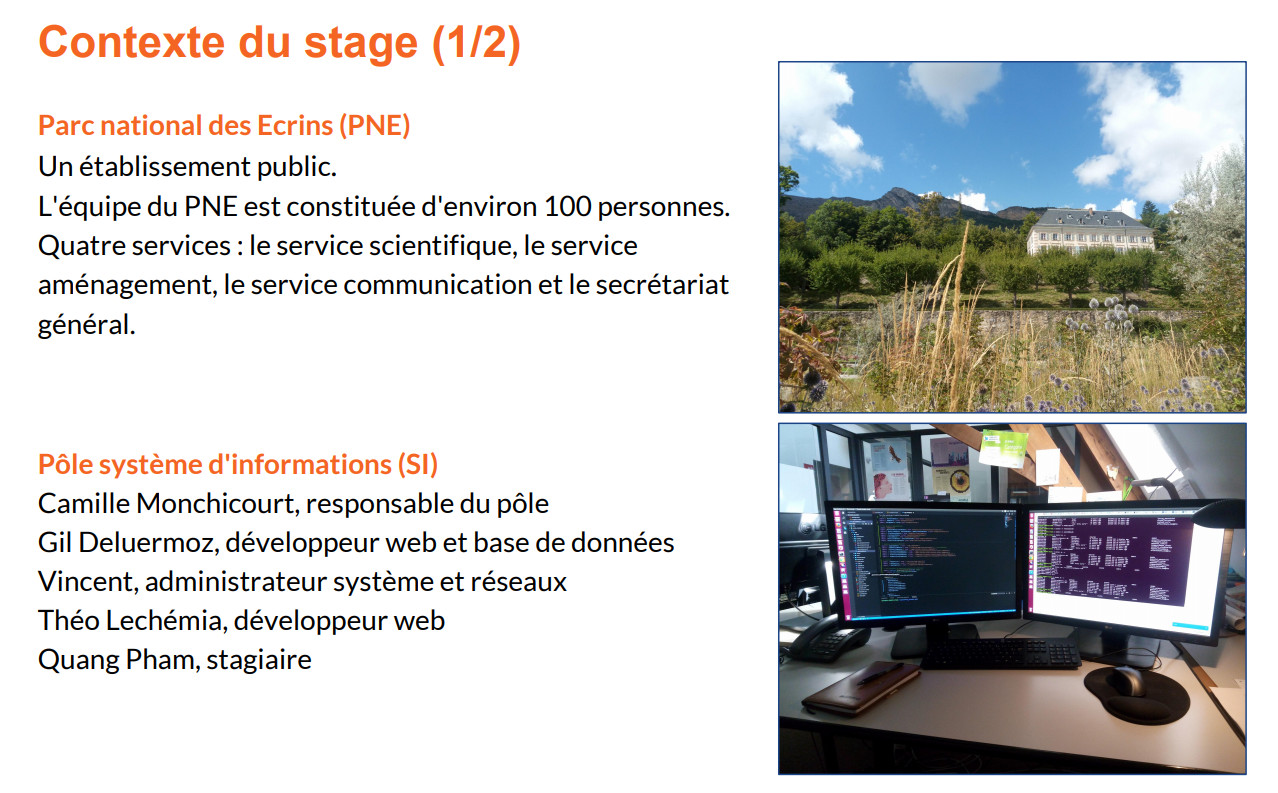 Contexte du stage (1/2)
Parc national des Ecrins (PNE)
Un établissement public.
L'équipe du PNE est constituée d'environ 100 personnes.
Quatre services : le service scientifique, le service
aménagement, le service communication et le secrétariat
général.
Pôle système d'informations (SI)
Camille Monchicourt, responsable du pôle
Gil Deluermoz, développeur web et base de données
Vincent, administrateur système et réseaux
Théo Lechémia, développeur web
Quang Pham, stagiaire